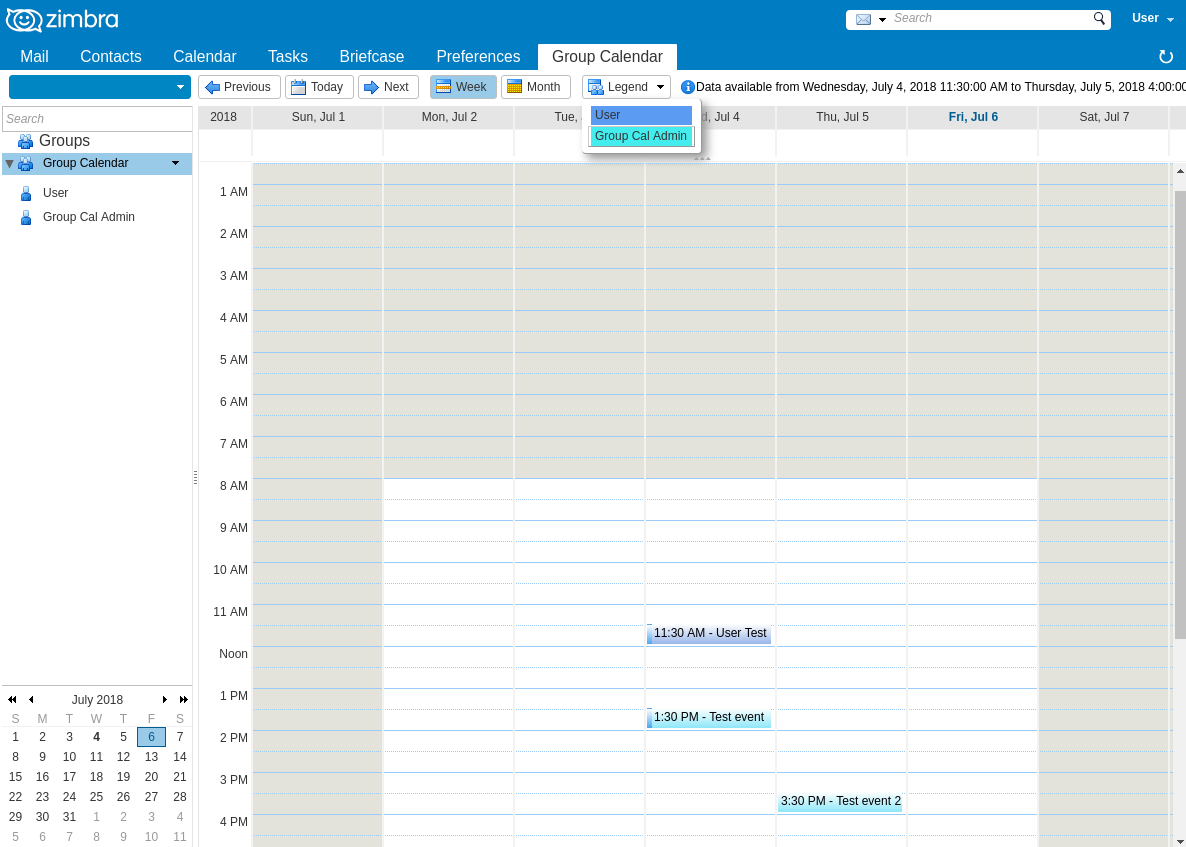 zimbra
Search
User
Mail Contacts Calendar Tasks Briefcase Preferences Group Calendar
Previous Today Next Week Month Legend Data available from Wednesday, July 4, 2018 11:30:00 AM to Thursday, July 5, 2018 4:00:00
User
Group Cal Admin
Search
Groups
Group Calendar
User
Group Cal Admin
2018 Sun, Jul 1 Mon, Jul 2 Tue, d, Jul 4 Thu, Jul 5 Fri, Jul 6 Sat, Jul 7
1 AM
2 AM
3 AM
4 AM
5 AM
6 AM
7 AM
8 AM
9 AM
10 AM
11 AM
11:30 AM - User Test
Noon
1 PM
1:30 PM - Test event
2 PM
3 PM
3:30 PM - Test event 2
4 PM
July 2018
S M T W T F S
1 2 3 4 5 6 7
8 9 10 11 12 13 14
15 16 17 18 19 20 21
22 23 24 25 26 27 28
29 30 31 1 2 3 4
5 6 7 8 9 10 11